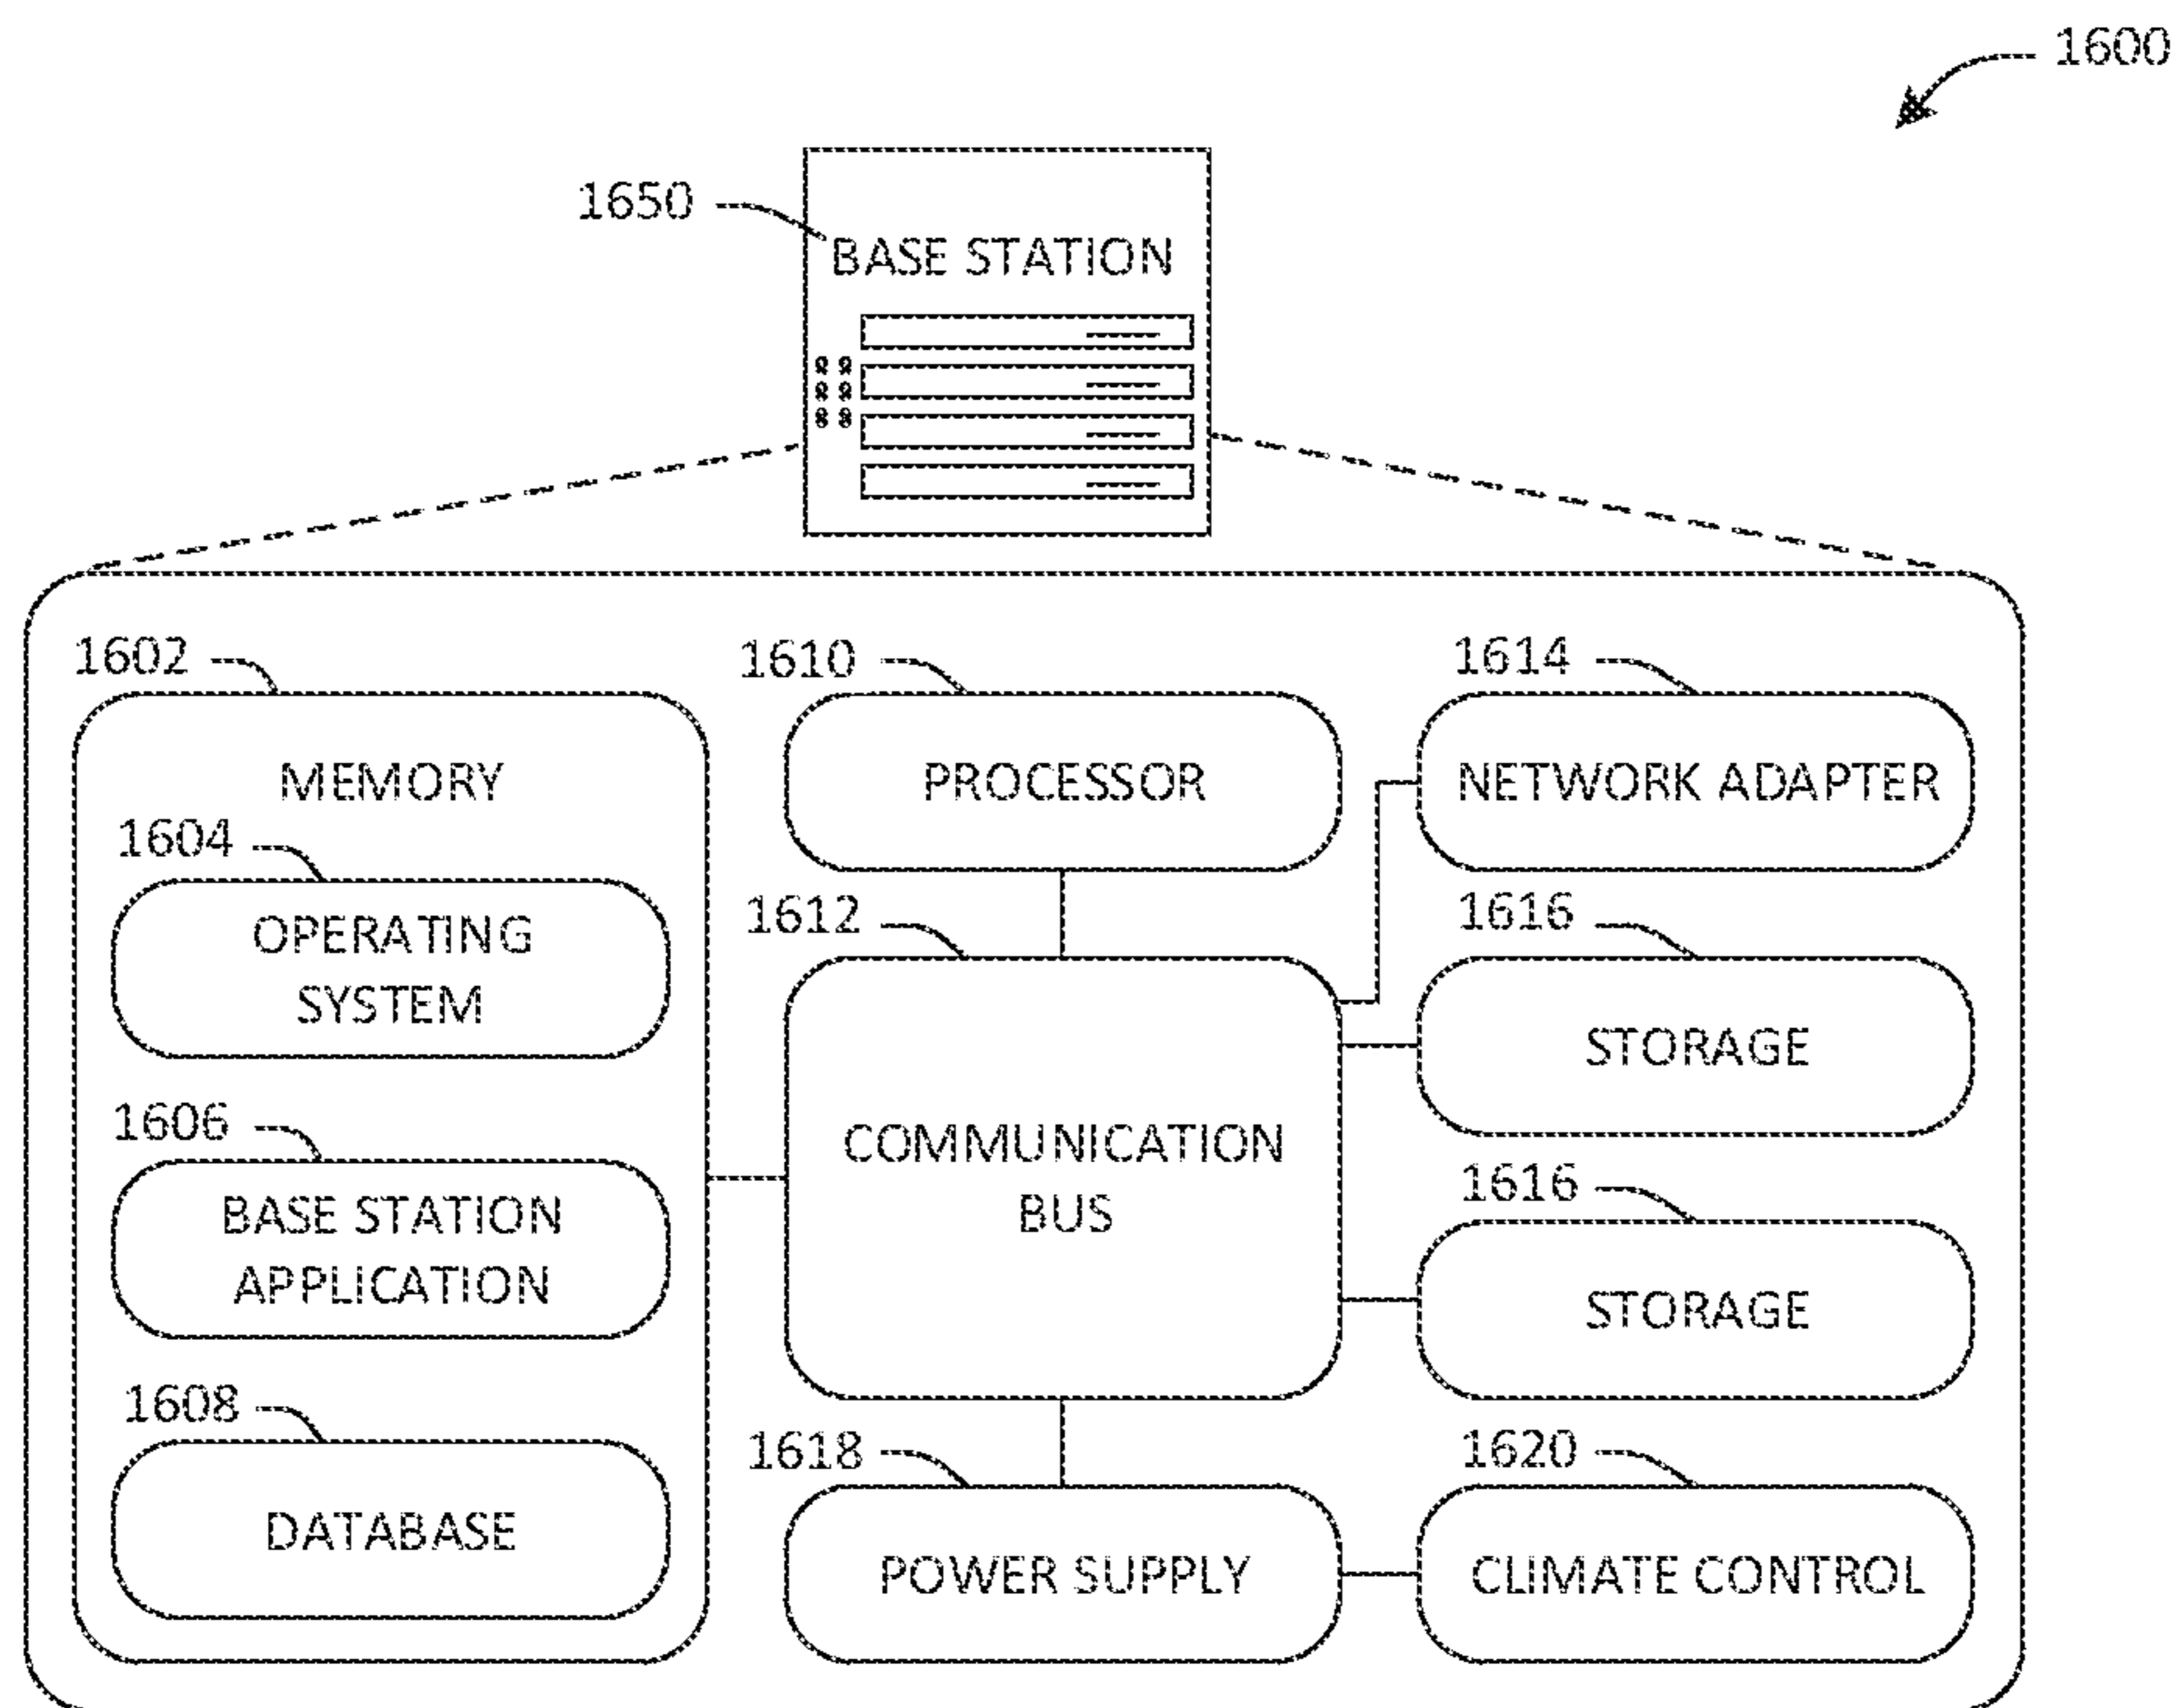 1600
1650
BASE STATION
1602
MEMORY
1604
OPERATING
SYSTEM
1606
BASE STATION
APPLICATION
1608
DATABASE
1610
PROCESSOR
1612
COMMUNICATION
BUS
1618
POWER SUPPLY
1614
NETWORK ADAPTER
1616
STORAGE
1616
STORAGE
1620
CLIMATE CONTROL